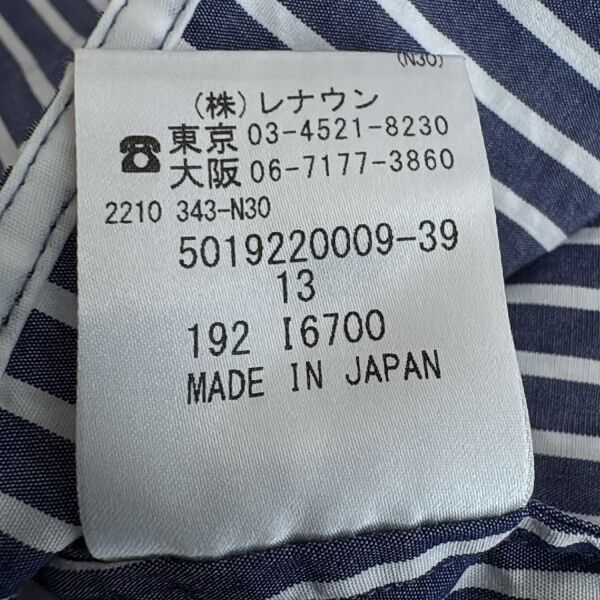 (N30)
(株)レナウン
☎東京 03-4521-8230
大阪 06-7177-3860
2210 343-N30
5019220009-39
13
192 I6700
MADE IN JAPAN